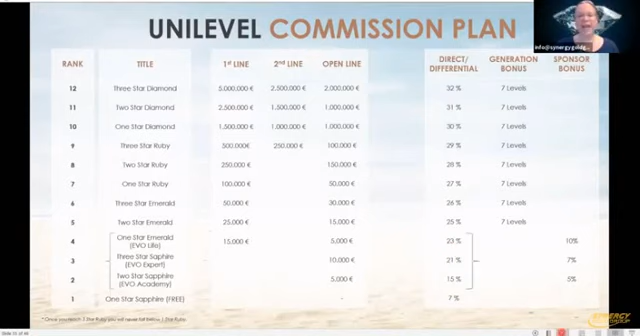 UNILEVEL COMMISSION PLAN
info@synergygoldg...
RANK TITLE 1st LINE 2nd LINE OPEN LINE DIRECT/ DIFFERENTIAL GENERATION BONUS SPONSOR BONUS
12 Three Star Diamond 5,000,000 € 2,500,000 € 2,000,000 € 32 % 7 Levels
11 Two Star Diamond 2,500,000 € 1,500,000 € 1,000,000 € 31 % 7 Levels
10 One Star Diamond 1,500,000 € 1,000,000 € 1,000,000 € 30 % 7 Levels
9 Three Star Ruby 500,000€ 250,000 € 100,000 € 29 % 7 Levels
8 Two Star Ruby 250,000 € 150,000 € 28 % 7 Levels
7 One Star Ruby 100,000 € 50,000 € 27 % 7 Levels
6 Three Star Emerald 50,000 € 30,000 € 26 % 7 Levels
5 Two Star Emerald 25,000 € 15,000 € 25 % 7 Levels
4 One Star Emerald (EVO Life) 15,000 € 5,000 € 23 % 10%
3 Three Star Saphire (EVO Expert) 10,000 € 21 % 7%
2 Two Star Sapphire (EVO Academy) 5,000 € 15 % 5%
1 One Star Sapphire (FREE) - 7 %
SYNERGY